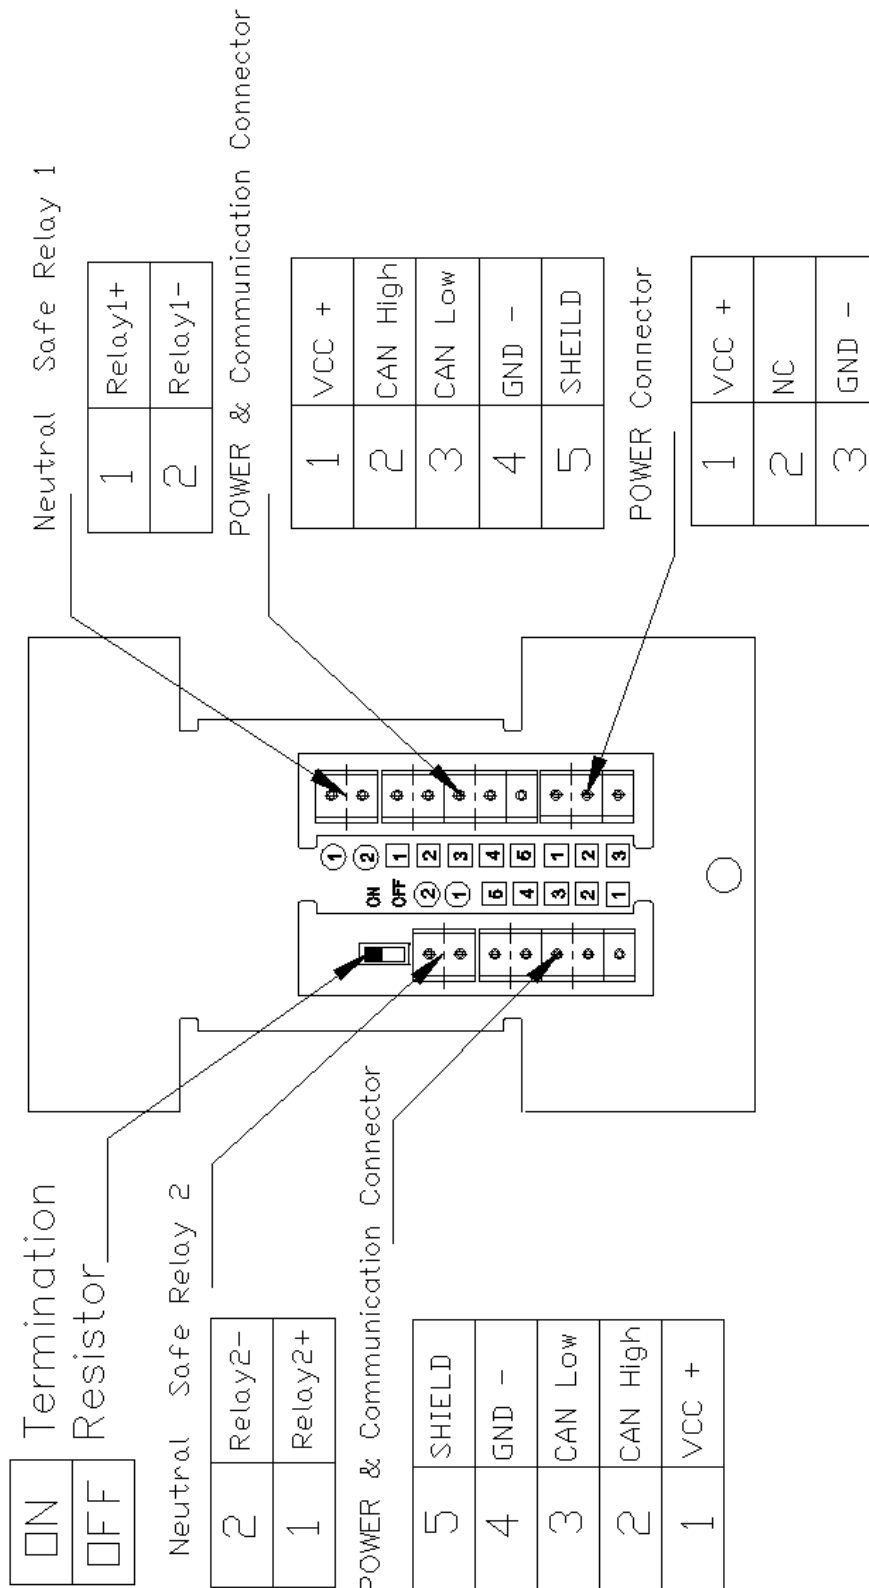 ON
OFF
Termination
Resistor
Neutral Safe Relay 2
2 Relay2-
1 Relay2+
POWER & Communication Connector
5 SHIELD
4 GND -
3 CAN Low
2 CAN High
1 VCC +
ON
OFF
2
1
5
4
3
2
1
1
2
1
2
3
4
5
1
2
3
Neutral Safe Relay 1
1 Relay1+
2 Relay1-
POWER & Communication Connector
1 VCC +
2 CAN High
3 CAN Low
4 GND -
5 SHEILD
POWER Connector
1 VCC +
2 NC
3 GND -